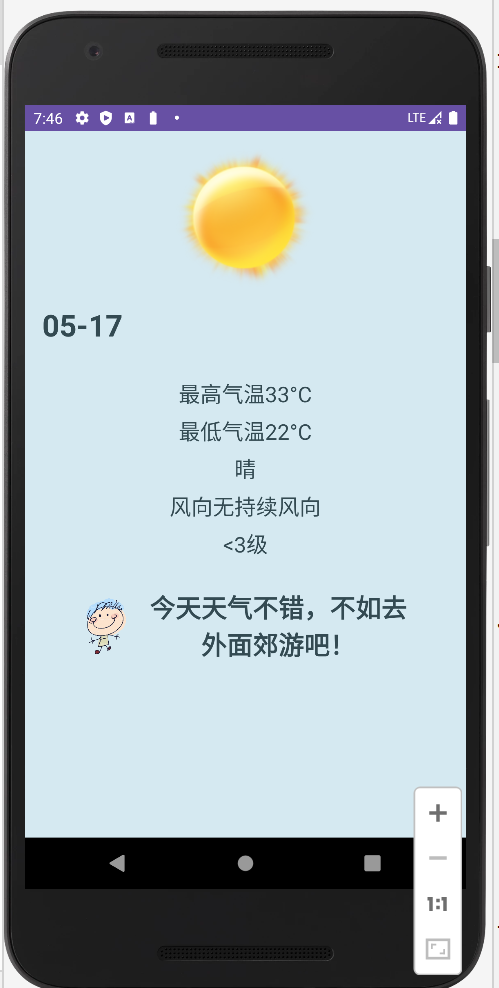 7:46 A LTE
05-17
最高气温33°C
最低气温22°C
晴
风向无持续风向
<3级
今天天气不错，不如去
外面郊游吧！
1:1